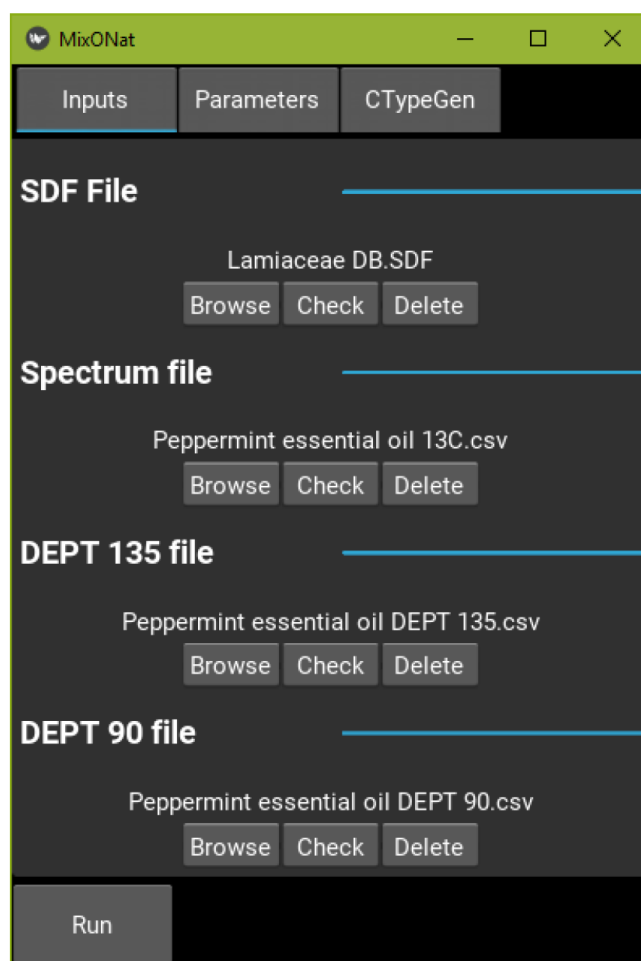 MixONat
Inputs Parameters CTypeGen
SDF File
Lamiaceae DB.SDF
Browse Check Delete
Spectrum file
Peppermint essential oil 13C.csv
Browse Check Delete
DEPT 135 file
Peppermint essential oil DEPT 135.csv
Browse Check Delete
DEPT 90 file
Peppermint essential oil DEPT 90.csv
Browse Check Delete
Run